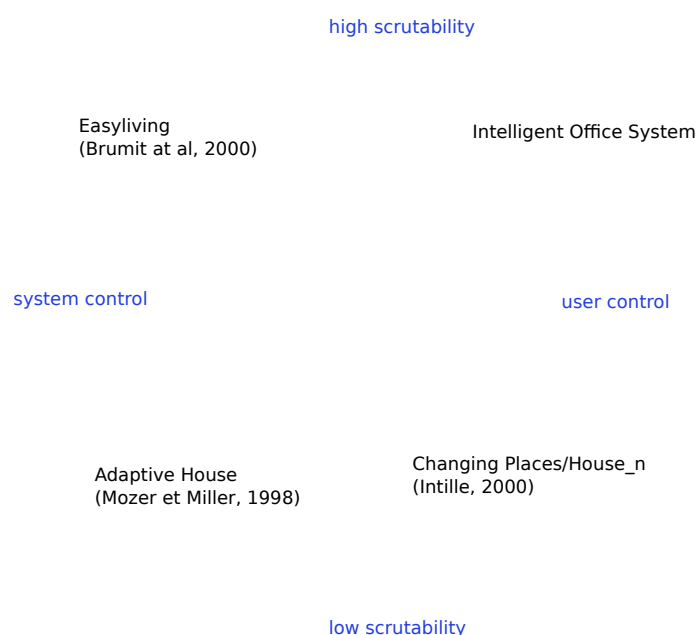 high scrutability
Easyliving
(Brumit at al, 2000)
Intelligent Office System
system control
user control
Adaptive House
(Mozer et Miller, 1998)
Changing Places/House_n
(Intille, 2000)
low scrutability